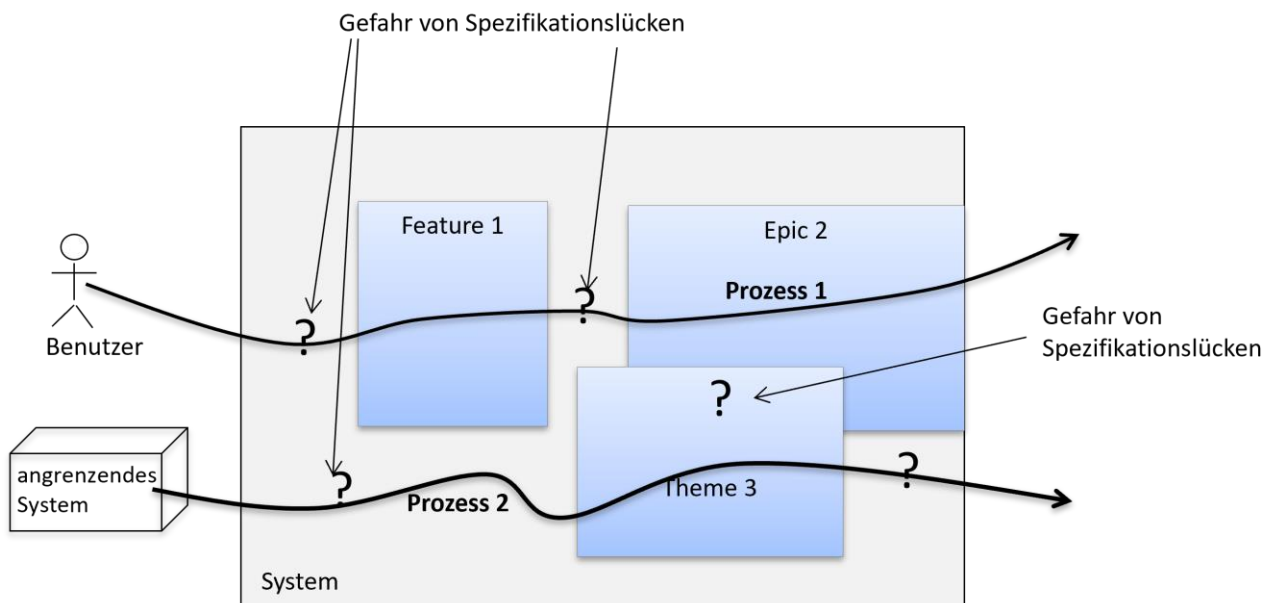 Gefahr von Spezifikationslücken
Feature 1
Epic 2
?
Prozess 1
?
Benutzer
Gefahr von
Spezifikationslücken
?
angrenzendes
System
?
Prozess 2
Theme 3
?
System